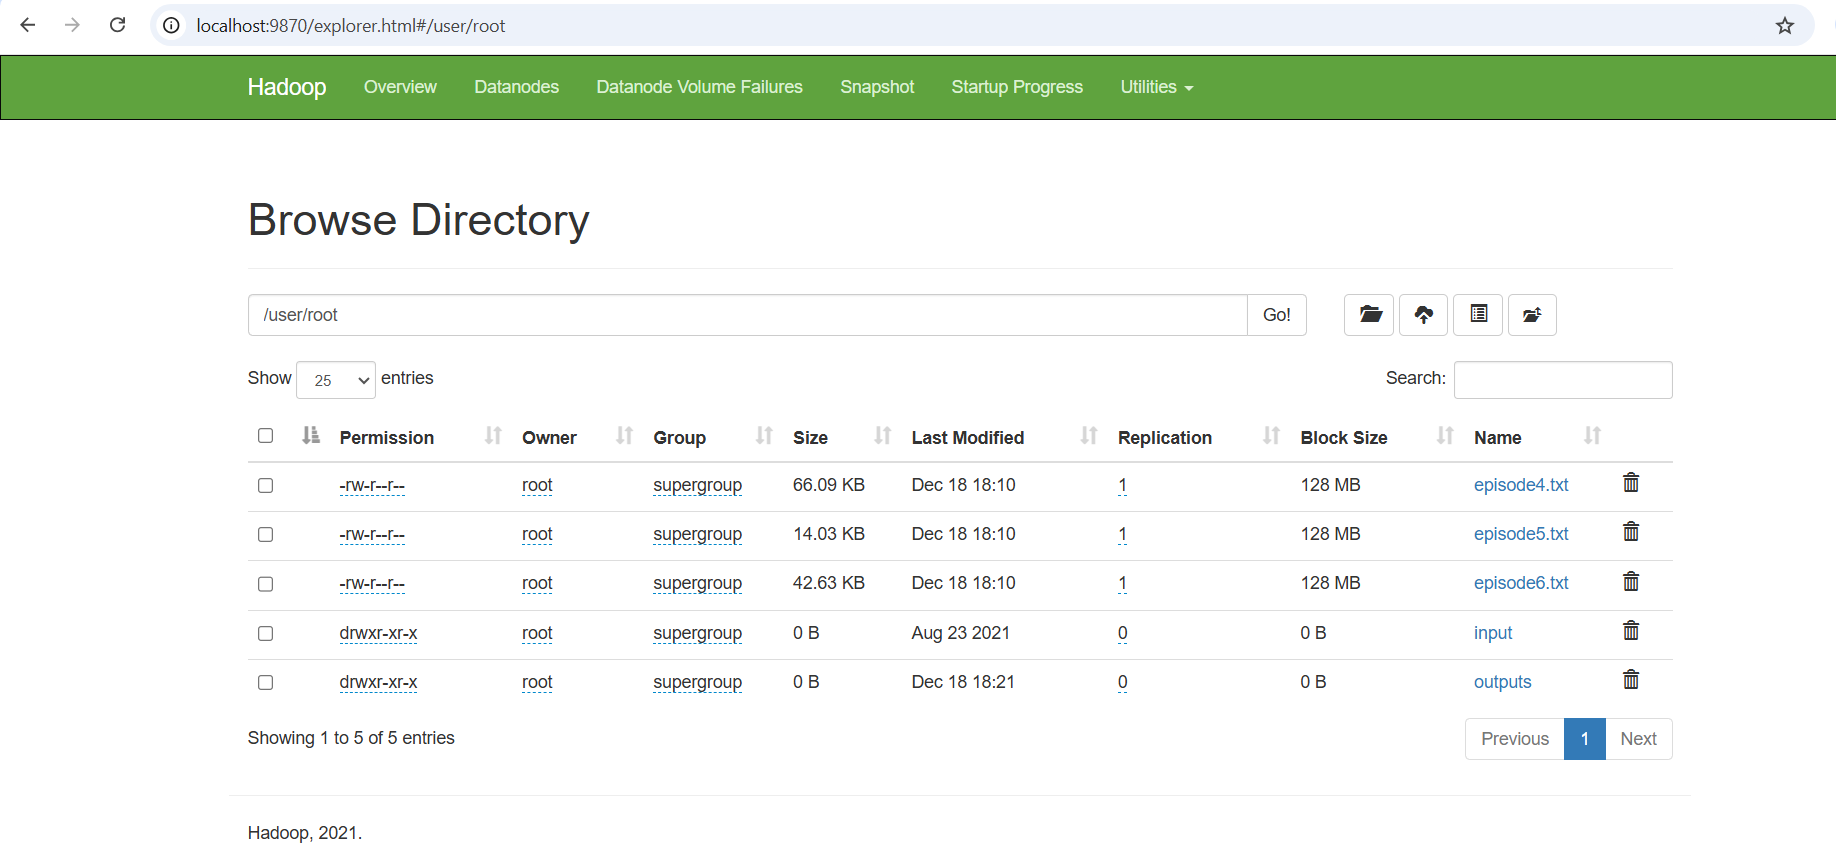 localhost:9870/explorer.html#/user/root
Hadoop Overview Datanodes Datanode Volume Failures Snapshot Startup Progress Utilities
Browse Directory
/user/root Go!
Show 25 entries Search:
Permission Owner Group Size Last Modified Replication Block Size Name
-rw-r--r-- root supergroup 66.09 KB Dec 18 18:10 1 128 MB episode4.txt
-rw-r--r-- root supergroup 14.03 KB Dec 18 18:10 1 128 MB episode5.txt
-rw-r--r-- root supergroup 42.63 KB Dec 18 18:10 1 128 MB episode6.txt
drwxr-xr-x root supergroup 0 B Aug 23 2021 0 0 B input
drwxr-xr-x root supergroup 0 B Dec 18 18:21 0 0 B outputs
Showing 1 to 5 of 5 entries Previous 1 Next
Hadoop, 2021.